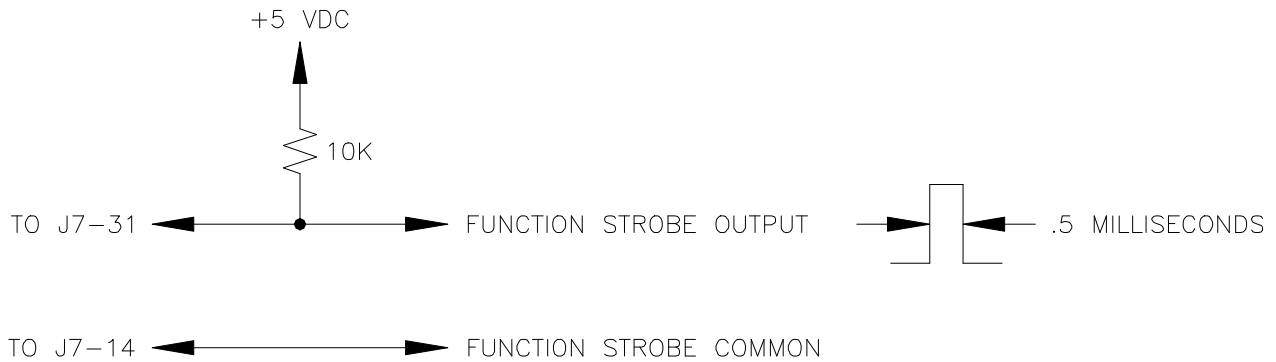 +5 VDC
10K
TO J7-31
FUNCTION STROBE OUTPUT
.5 MILLISECONDS
TO J7-14
FUNCTION STROBE COMMON